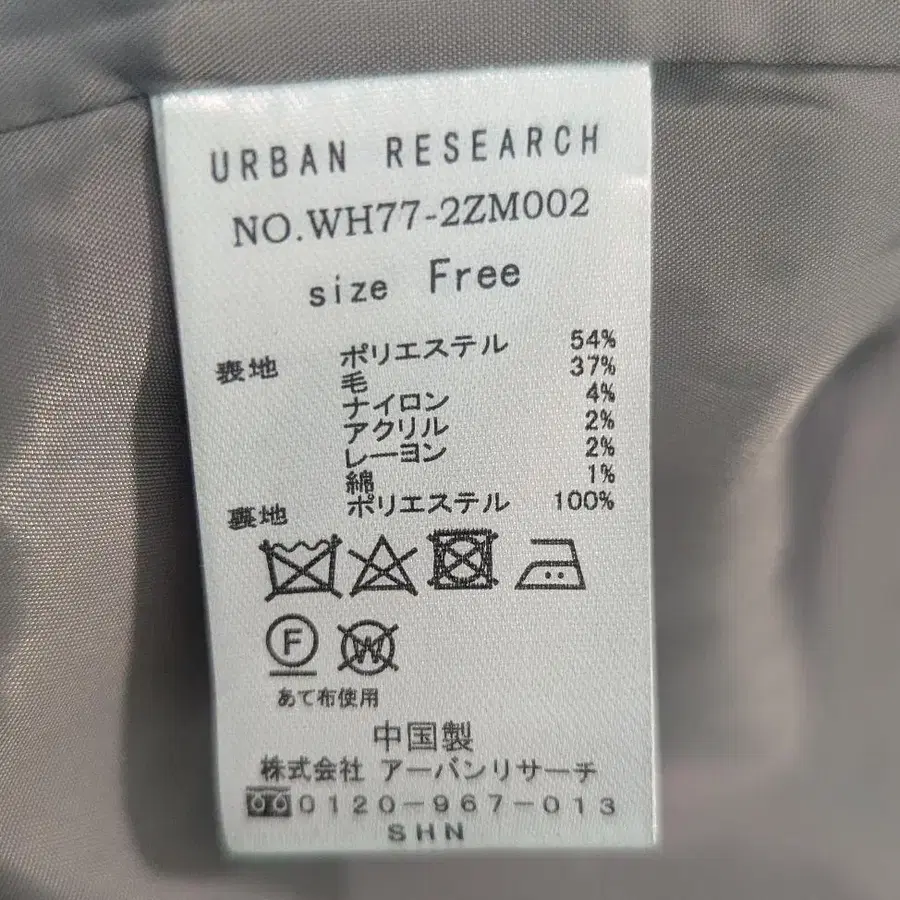 URBAN RESEARCH
NO.WH77-2ZM002
size Free
表地 ポリエステル 54%
毛 37%
ナイロン 4%
アクリル 2%
レーヨン 2%
綿 1%
裏地 ポリエステル 100%
F W
あて布使用
中国製
株式会社 アーバンリサーチ
0120-967-013
SHN